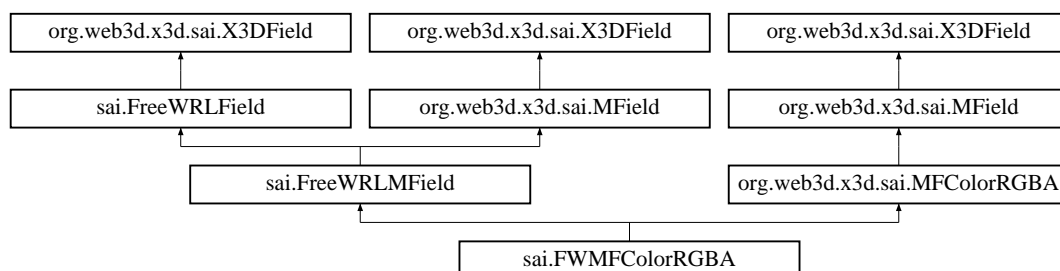 org.web3d.x3d.sai.X3DField
org.web3d.x3d.sai.X3DField
org.web3d.x3d.sai.X3DField
sai.FreeWRLField
org.web3d.x3d.sai.MField
org.web3d.x3d.sai.MField
sai.FreeWRLMField
org.web3d.x3d.sai.MFColorRGBA
sai.FWMFColorRGBA